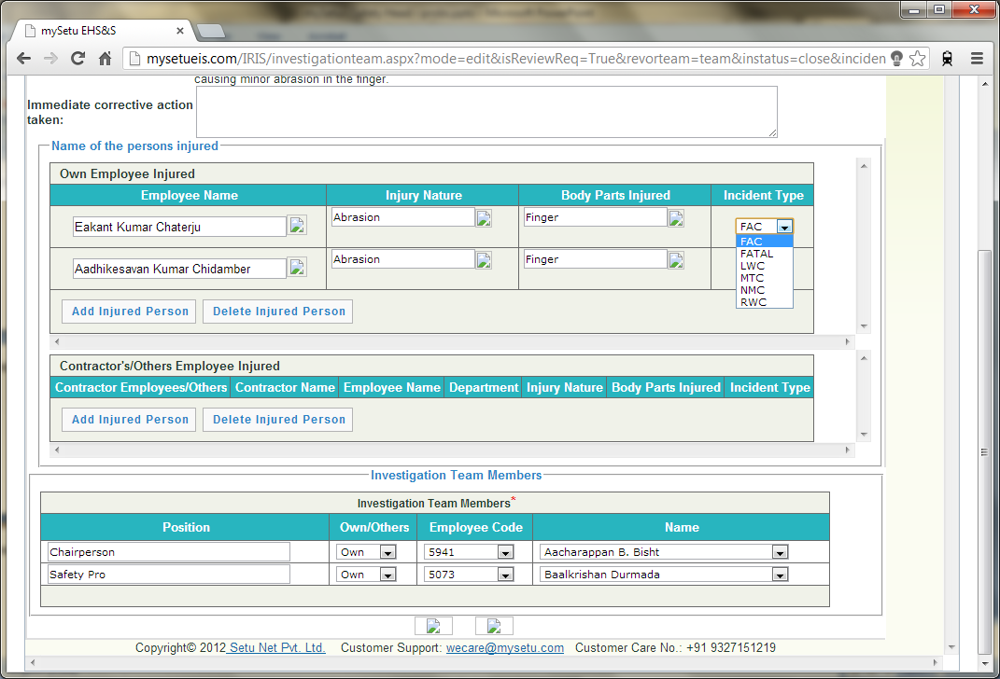 mySetu EHS&S
mysetueis.com/IRIS/investigationteam.aspx?mode=edit&isReviewReq=True&revorteam=team&instatus=close&inciden
causing minor abrasion in the finger.
Immediate corrective action
taken:
Name of the persons injured
Own Employee Injured
Employee Name Injury Nature Body Parts Injured Incident Type
Eakant Kumar Chaterju Abrasion Finger FAC
FAC
FATAL
LWC
MTC
NMC
RWC
Aadhikesavan Kumar Chidamber Abrasion Finger
Add Injured Person Delete Injured Person
Contractor's/Others Employee Injured
Contractor Employees/Others Contractor Name Employee Name Department Injury Nature Body Parts Injured Incident Type
Add Injured Person Delete Injured Person
Investigation Team Members
Investigation Team Members*
Position Own/Others Employee Code Name
Chairperson Own 5941 Aacharappan B. Bisht
Safety Pro Own 5073 Baalkrishan Durmada
Copyright© 2012 Setu Net Pvt. Ltd. Customer Support: wecare@mysetu.com Customer Care No.: +91 9327151219